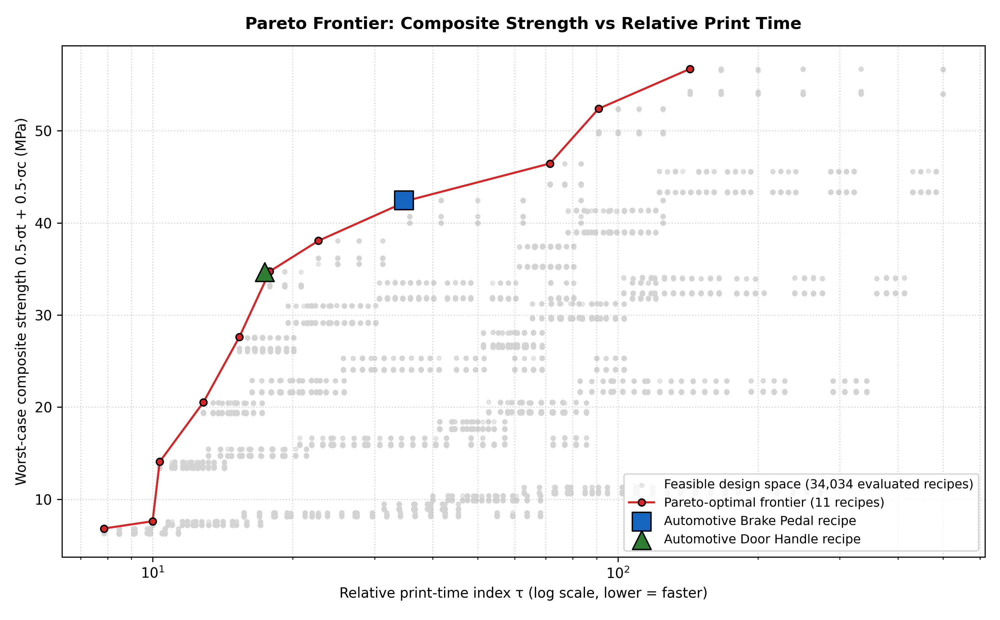 Pareto Frontier: Composite Strength vs Relative Print Time
Worst-case composite strength 0.5·σt + 0.5·σc (MPa)
50
40
30
20
10
10¹
10²
Relative print-time index τ (log scale, lower = faster)
Feasible design space (34,034 evaluated recipes)
Pareto-optimal frontier (11 recipes)
Automotive Brake Pedal recipe
Automotive Door Handle recipe